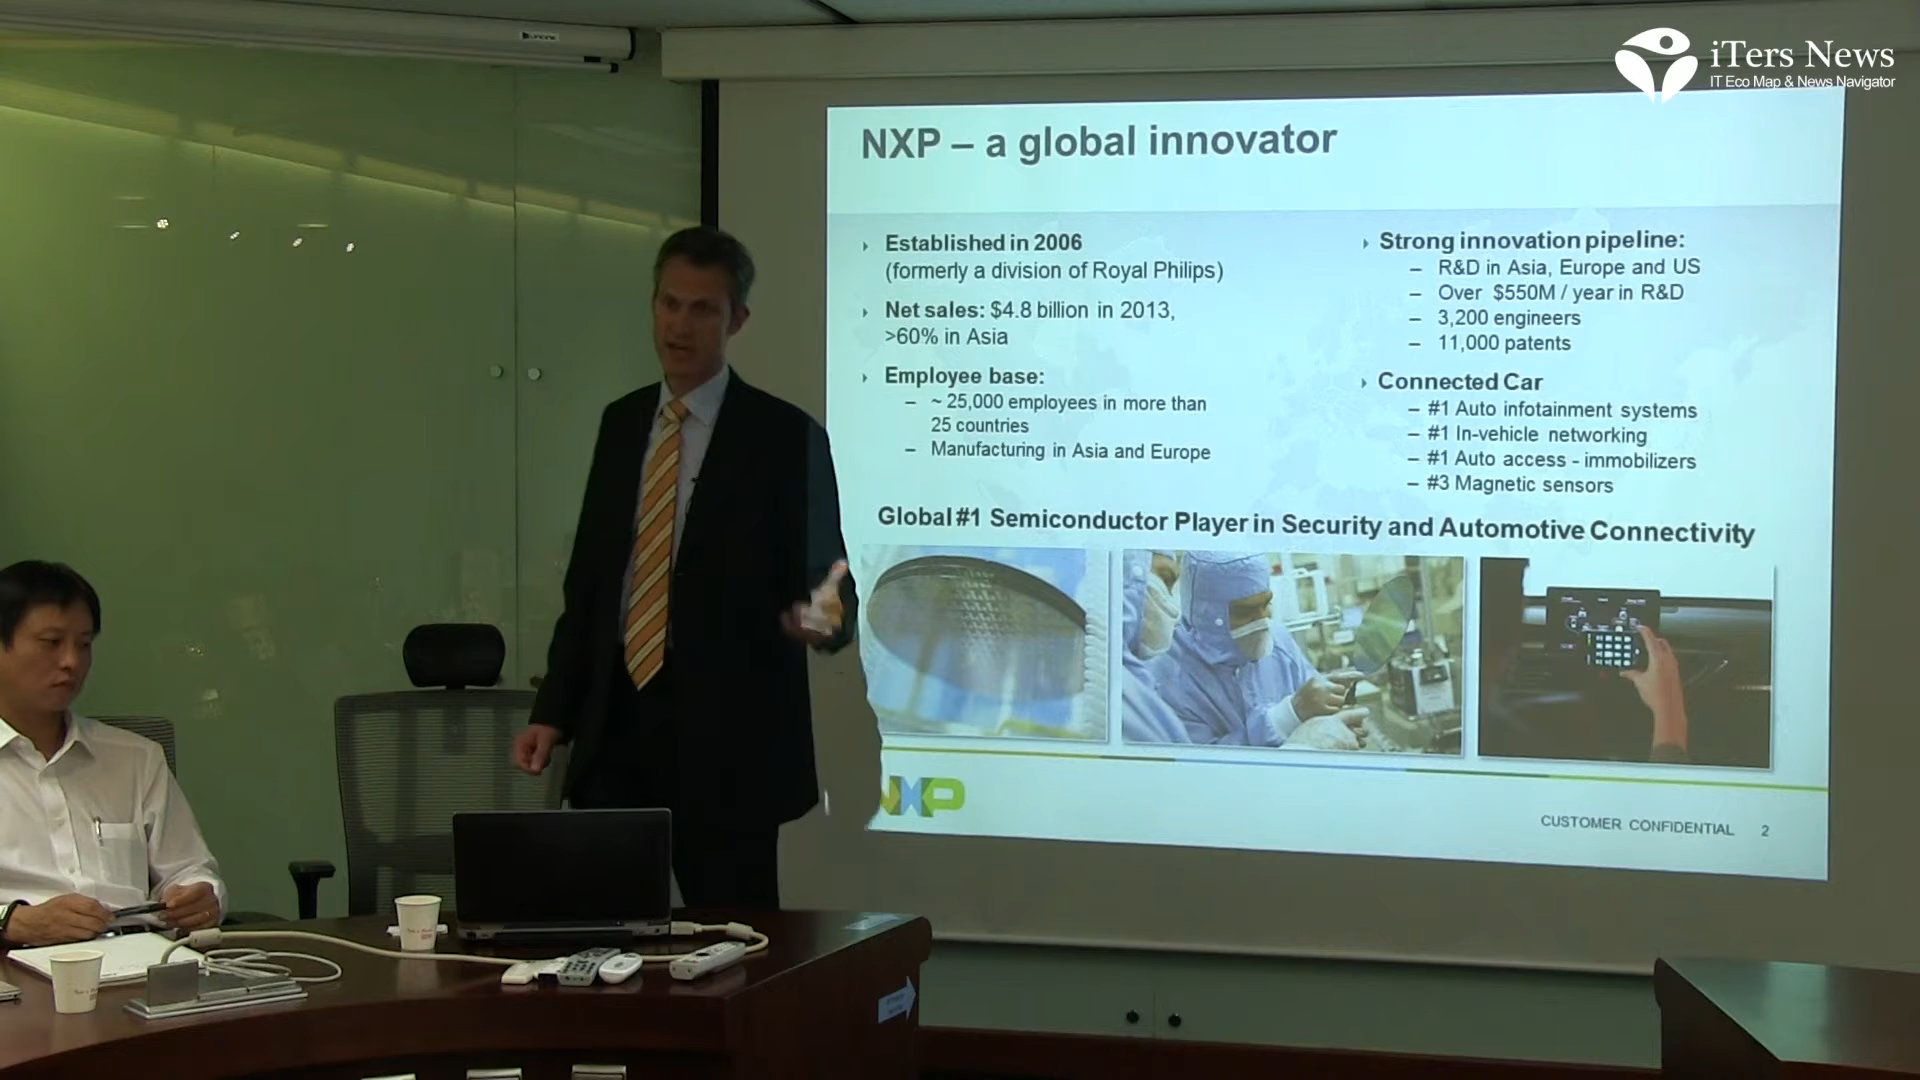 iTers News
IT Eco Map & News Navigator
NXP – a global innovator
Established in 2006
(formerly a division of Royal Philips)
Net sales: $4.8 billion in 2013,
>60% in Asia
Employee base:
– ~ 25,000 employees in more than
25 countries
– Manufacturing in Asia and Europe
Strong innovation pipeline:
– R&D in Asia, Europe and US
– Over $550M / year in R&D
– 3,200 engineers
– 11,000 patents
Connected Car
– #1 Auto infotainment systems
– #1 In-vehicle networking
– #1 Auto access - immobilizers
– #3 Magnetic sensors
Global #1 Semiconductor Player in Security and Automotive Connectivity
NXP
CUSTOMER CONFIDENTIAL 2